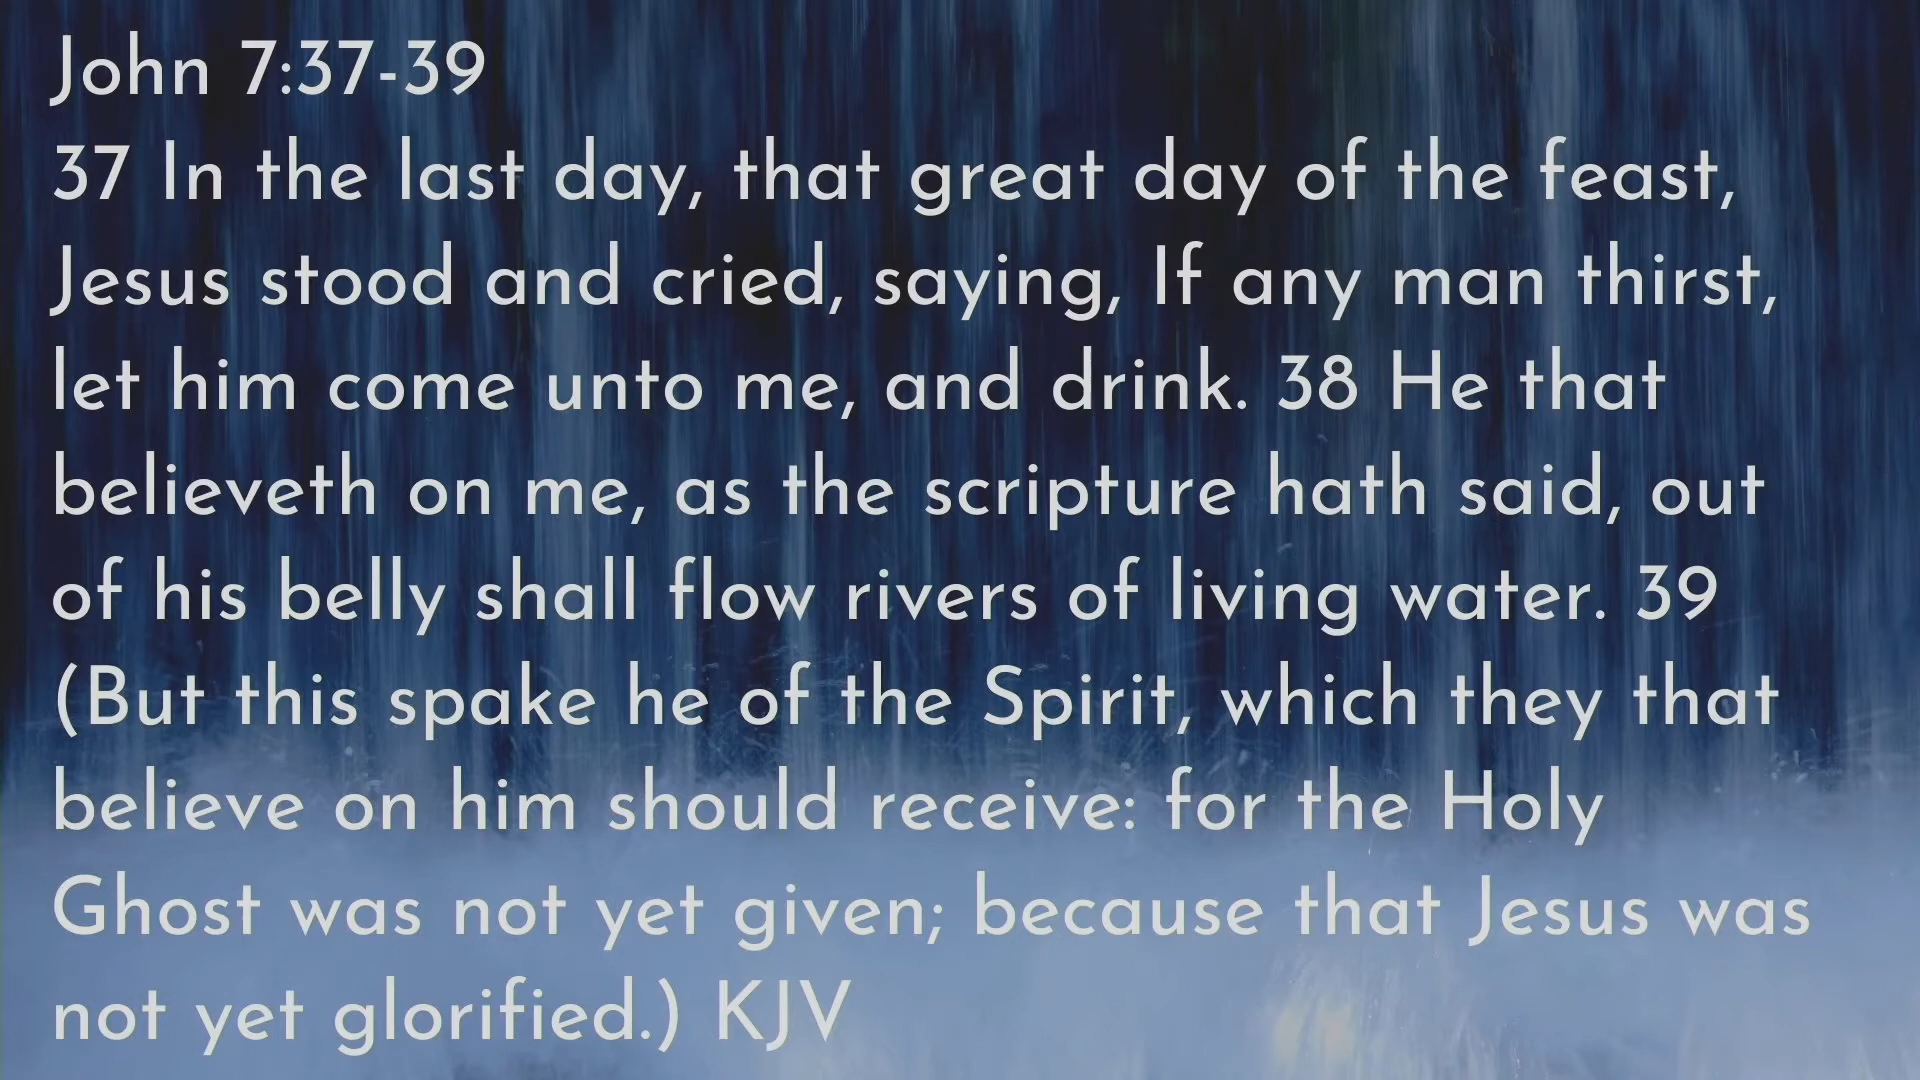 John 7:37-39
37 In the last day, that great day of the feast,
Jesus stood and cried, saying, If any man thirst,
let him come unto me, and drink. 38 He that
believeth on me, as the scripture hath said, out
of his belly shall flow rivers of living water. 39
(But this spake he of the Spirit, which they that
believe on him should receive: for the Holy
Ghost was not yet given; because that Jesus was
not yet glorified.) KJV